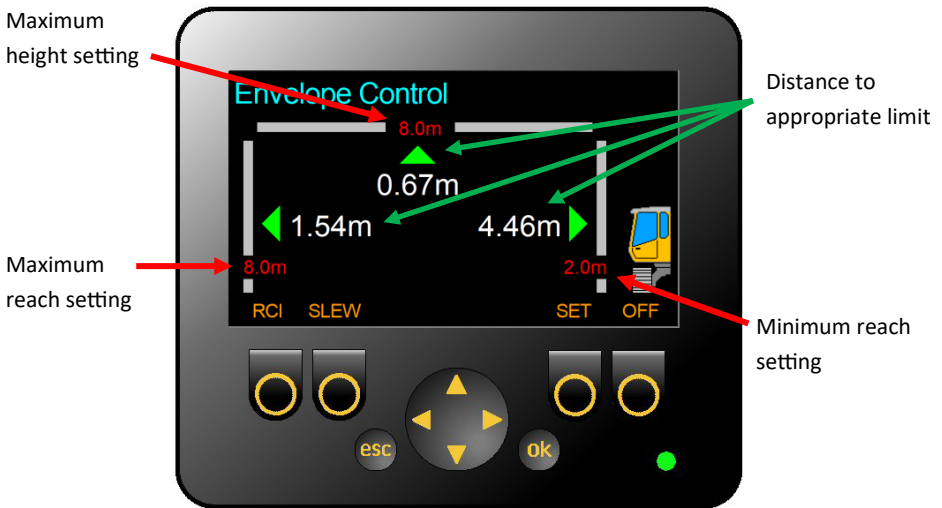 Maximum
height setting
Distance to
appropriate limit
Envelope Control
8.0m
0.67m
1.54m
4.46m
Maximum
reach setting
8.0m
2.0m
RCI SLEW SET OFF
Minimum reach
setting
esc
ok